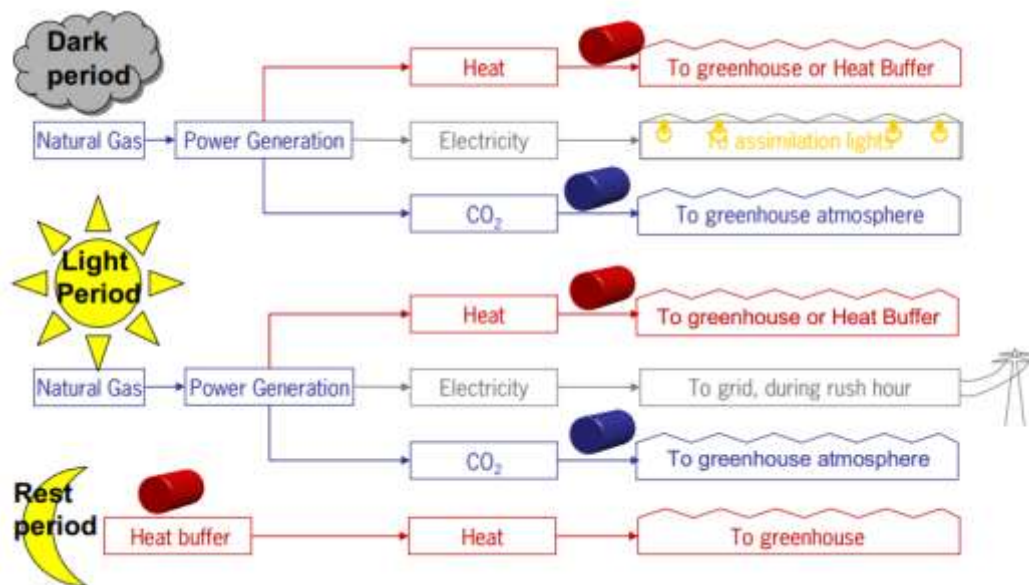 Dark
period
Heat
To greenhouse or Heat Buffer
Natural Gas
Power Generation
Electricity
To assimilation lights
CO₂
To greenhouse atmosphere
Light
Period
Heat
To greenhouse or Heat Buffer
Natural Gas
Power Generation
Electricity
To grid, during rush hour
CO₂
To greenhouse atmosphere
Rest
period
Heat buffer
Heat
To greenhouse